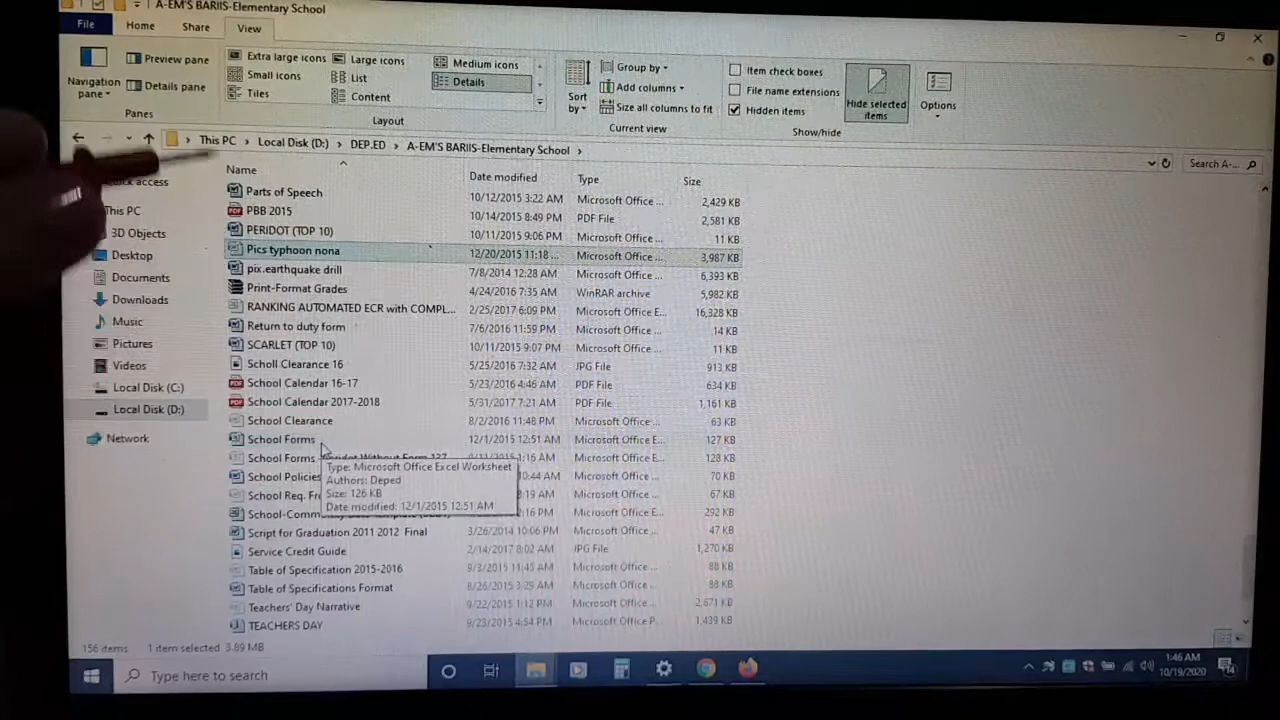 A-EM'S BARIIS-Elementary School
File Home Share View
Navigation pane
Preview pane
Details pane
Panes
Extra large icons Large icons Medium icons
Small icons List Details
Tiles Content
Layout
Sort by
Group by
Add columns
Size all columns to fit
Current view
Item check boxes
File name extensions
Hidden items
Hide selected items
Show/hide
Options
This PC Local Disk (D:) DEP.ED A-EM'S BARIIS-Elementary School
Search A-...
Quick access
This PC
3D Objects
Desktop
Documents
Downloads
Music
Pictures
Videos
Local Disk (C:)
Local Disk (D:)
Network
Name Date modified Type Size
Parts of Speech 10/12/2015 3:22 AM Microsoft Office ... 2,429 KB
PBB 2015 10/14/2015 8:49 PM PDF File 2,581 KB
PERIDOT (TOP 10) 10/11/2015 9:06 PM Microsoft Office ... 11 KB
Pics typhoon nona 12/20/2015 11:18 ... Microsoft Office ... 3,987 KB
pix.earthquake drill 7/8/2014 12:28 AM Microsoft Office ... 6,393 KB
Print-Format Grades 4/24/2016 7:35 AM WinRAR archive 5,982 KB
RANKING AUTOMATED ECR with COMPL... 2/25/2017 6:09 PM Microsoft Office E... 16,328 KB
Return to duty form 7/6/2016 11:59 PM Microsoft Office ... 14 KB
SCARLET (TOP 10) 10/11/2015 9:07 PM Microsoft Office ... 11 KB
Scholl Clearance 16 5/25/2016 7:32 AM JPG File 913 KB
School Calendar 16-17 5/23/2016 4:46 AM PDF File 634 KB
School Calendar 2017-2018 5/31/2017 7:21 AM PDF File 1,161 KB
School Clearance 8/2/2016 11:48 PM Microsoft Office ... 63 KB
School Forms 12/1/2015 12:51 AM Microsoft Office E... 127 KB
School Forms Without Form 137 1:16 AM Microsoft Office E... 128 KB
School Policies 10:44 AM Microsoft Office ... 70 KB
School Req. 8:19 AM Microsoft Office ... 67 KB
2:16 PM Microsoft Office E... 292 KB
Script for Graduation 2011 2012 Final 3/26/2014 10:06 PM Microsoft Office ... 47 KB
Service Credit Guide 2/14/2017 8:02 AM JPG File 1,270 KB
Table of Specification 2015-2016 9/3/2015 11:45 AM Microsoft Office ... 88 KB
Table of Specifications Format 8/26/2015 3:29 AM Microsoft Office ... 88 KB
Teachers' Day Narrative 9/22/2015 1:12 PM Microsoft Office ... 2,671 KB
TEACHERS DAY 9/23/2015 4:54 PM Microsoft Office P... 1,439 KB
Type: Microsoft Office Excel Worksheet
Authors: Deped
Size: 126 KB
Date modified: 12/1/2015 12:51 AM
156 items 1 item selected 3.89 MB
Type here to search
1:46 AM
10/19/2020